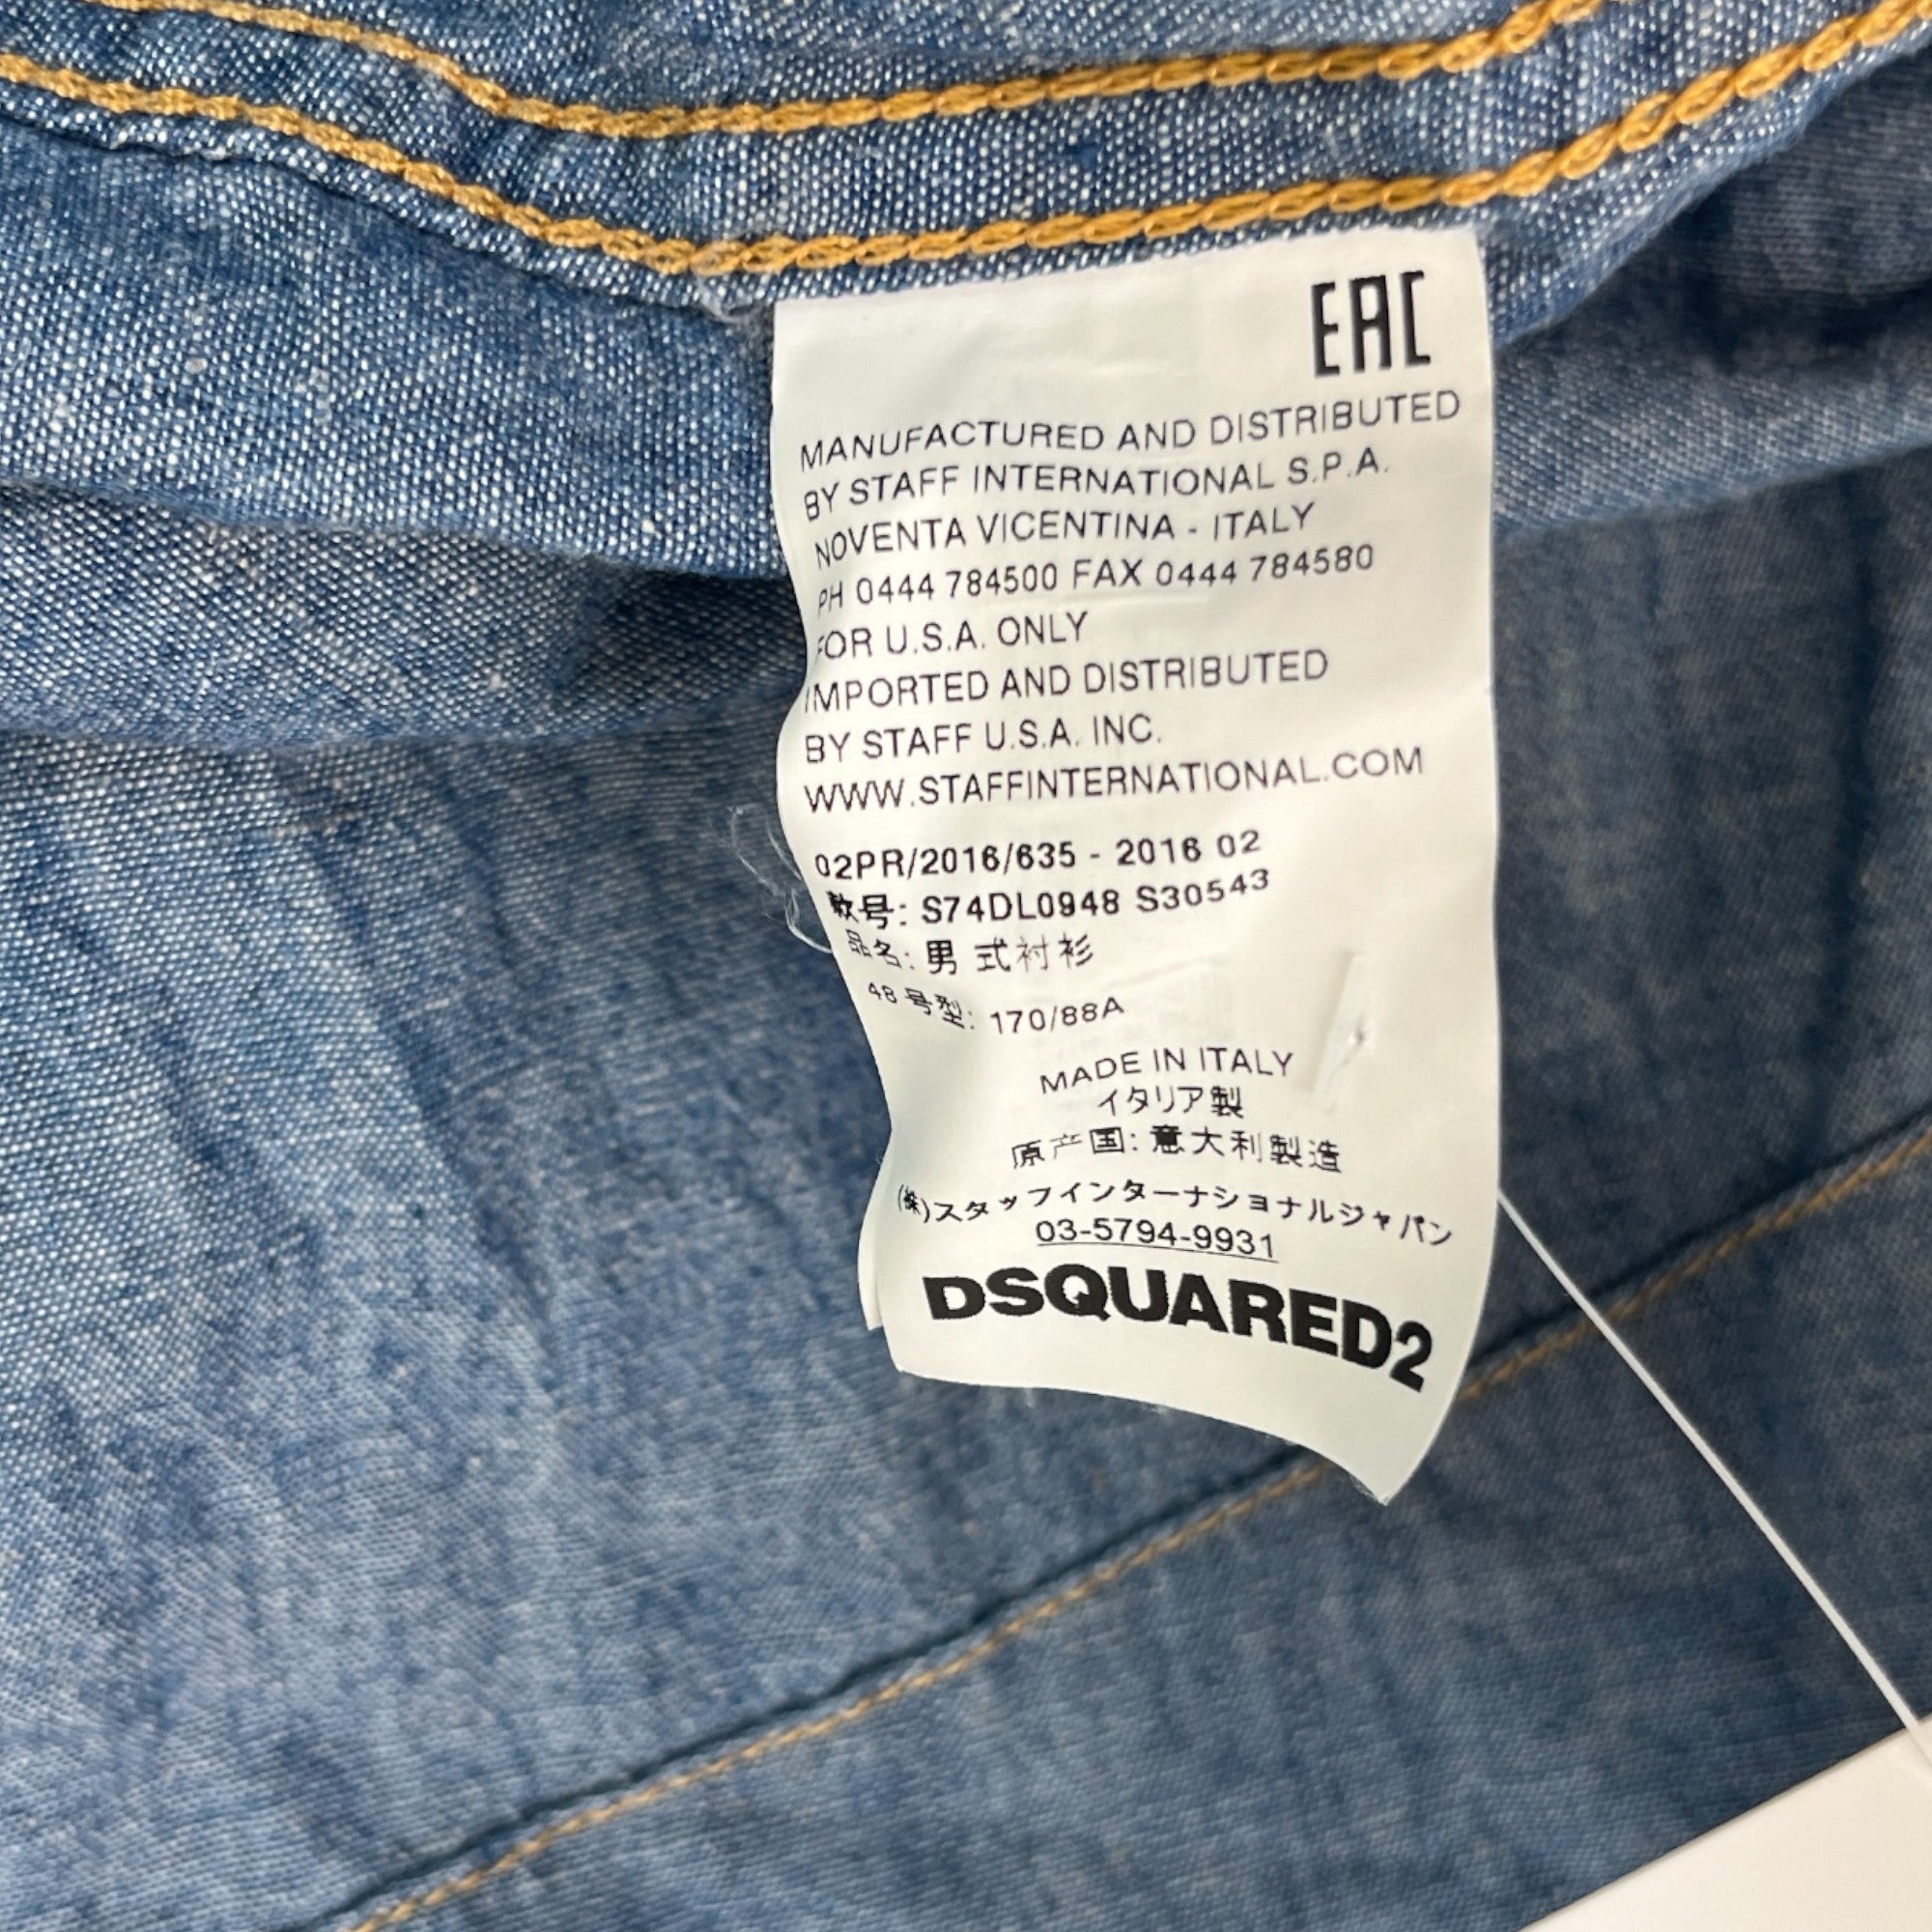 EAC
MANUFACTURED AND DISTRIBUTED
BY STAFF INTERNATIONAL S.P.A.
NOVENTA VICENTINA - ITALY
PH 0444 784500 FAX 0444 784580
FOR U.S.A. ONLY
IMPORTED AND DISTRIBUTED
BY STAFF U.S.A. INC.
WWW.STAFFINTERNATIONAL.COM
02PR/2016/635 - 2016 02
款号: S74DL0948 S30543
品名: 男 式衬衫
48 号型: 170/88A
MADE IN ITALY
イタリア製
原产国: 意大利製造
(株)スタッフインターナショナルジャパン
03-5794-9931
DSQUARED2